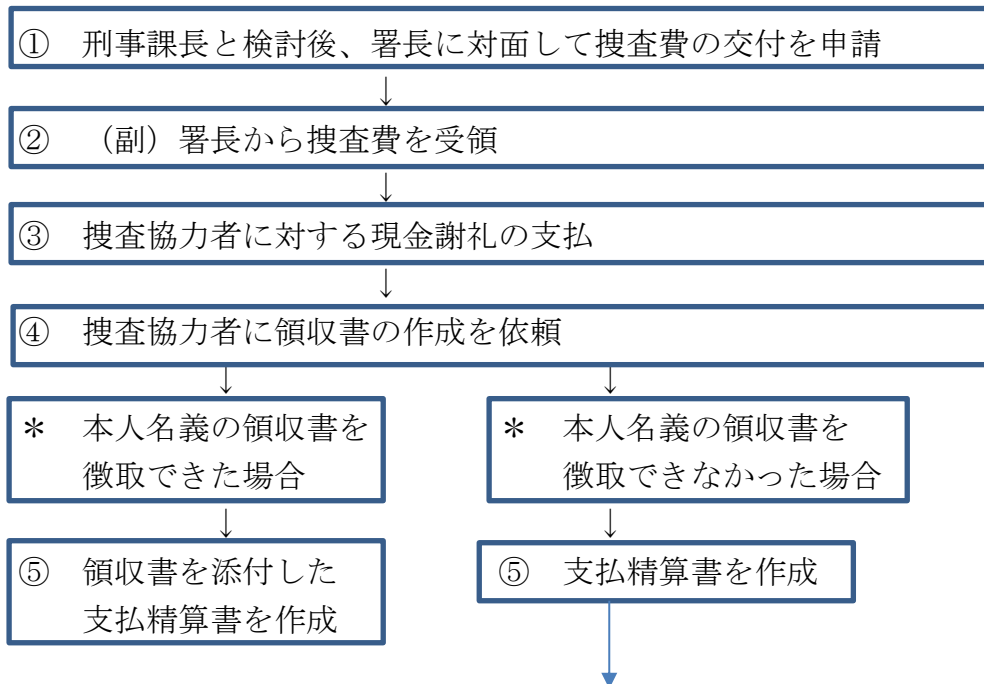 ① 刑事課長と検討後、署長に対面して捜査費の交付を申請
② （副）署長から捜査費を受領
③ 捜査協力者に対する現金謝礼の支払
④ 捜査協力者に領収書の作成を依頼
＊ 本人名義の領収書を
徴取できた場合
＊ 本人名義の領収書を
徴取できなかった場合
⑤ 領収書を添付した
支払精算書を作成
⑤ 支払精算書を作成